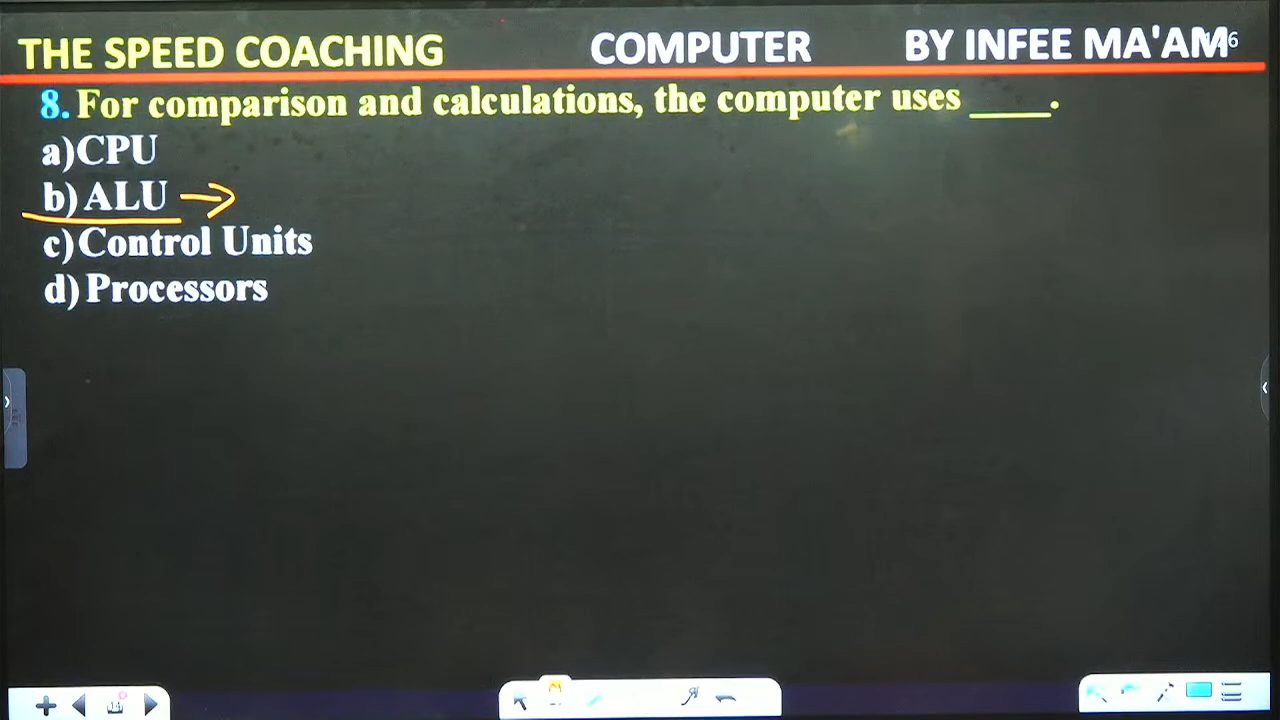 THE SPEED COACHING COMPUTER BY INFEE MA'AM
8. For comparison and calculations, the computer uses ____.
a) CPU
b) ALU
c) Control Units
d) Processors